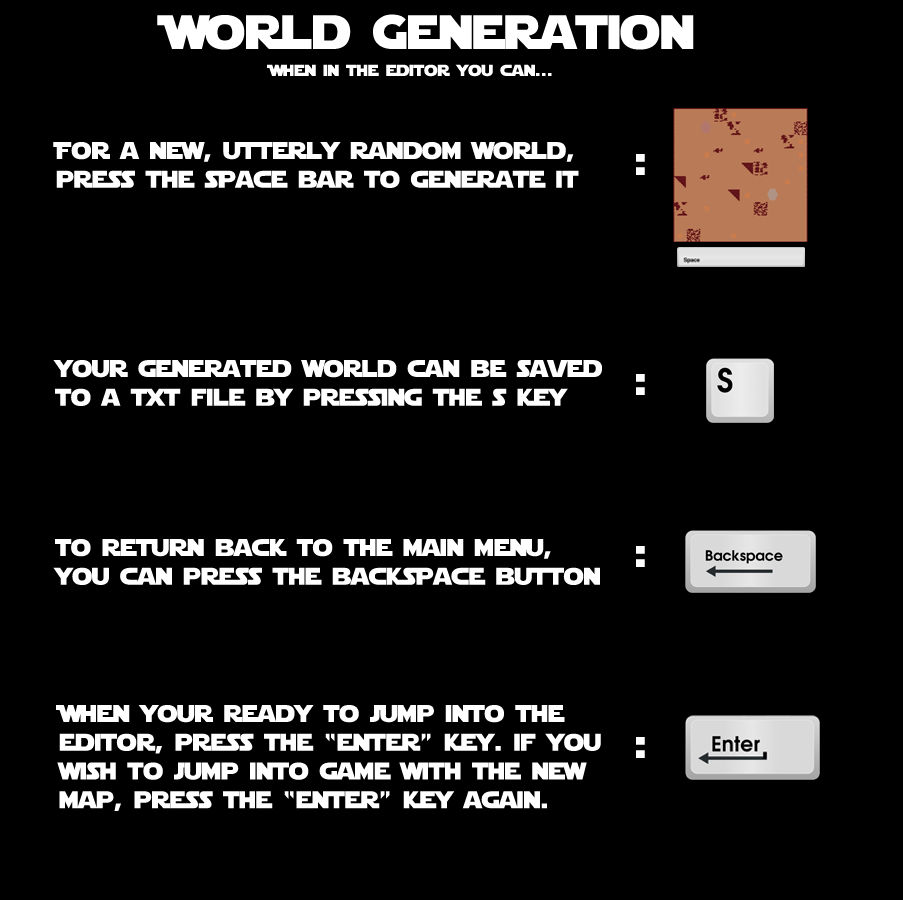 WORLD GENERATION
WHEN IN THE EDITOR YOU CAN...
FOR A NEW, UTTERLY RANDOM WORLD,
PRESS THE SPACE BAR TO GENERATE IT
:
Space
YOUR GENERATED WORLD CAN BE SAVED
TO A TXT FILE BY PRESSING THE S KEY
:
S
TO RETURN BACK TO THE MAIN MENU,
YOU CAN PRESS THE BACKSPACE BUTTON
:
Backspace
WHEN YOUR READY TO JUMP INTO THE
EDITOR, PRESS THE “ENTER” KEY. IF YOU
WISH TO JUMP INTO GAME WITH THE NEW
MAP, PRESS THE “ENTER” KEY AGAIN.
:
Enter